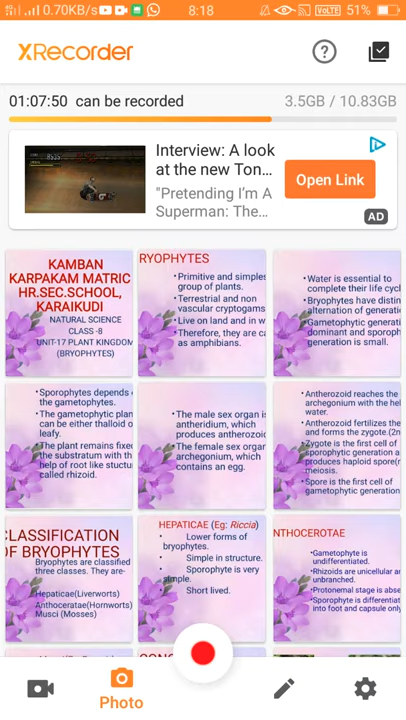 0.70KB/s
8:18
VoLTE
51%
XRecorder
01:07:50 can be recorded
3.5GB / 10.83GB
Interview: A look
at the new Ton...
"Pretending I'm A
Superman: The...
Open Link
AD
KAMBAN
KARPAKAM MATRIC
HR.SEC.SCHOOL,
KARAIKUDI
NATURAL SCIENCE
CLASS -8
UNIT-17 PLANT KINGDOM
(BRYOPHYTES)
RYOPHYTES
•Primitive and simples
group of plants.
•Terrestrial and non
vascular cryptogams
•Live on land and in w
•Therefore, they are ca
as amphibians.
•Water is essential to
complete their life cycl
•Bryophytes have distin
alternation of generati
•Gametophytic generati
dominant and sporoph
generation is small.
•Sporophytes depends
the gametophytes.
•The gametophytic plan
can be either thalloid o
leafy.
•The plant remains fixed
the substratum with th
help of root like stuctu
called rhizoid.
•The male sex organ is
antheridium, which
produces antherozoid
•The female sex organ
archegonium, which
contains an egg.
•Antherozoid reaches the
archegonium with the hel
water.
•Antherozoid fertilizes the
and forms the zygote.(2n
•Zygote is the first cell of
sporophytic generation a
produces haploid spore(n
meiosis.
•Spore is the first cell of
gametophytic generation
CLASSIFICATION
OF BRYOPHYTES
Bryophytes are classified
three classes. They are-
Hepaticae(Liverworts)
Anthoceratae(Hornworts)
Musci (Mosses)
HEPATICAE (Eg: Riccia)
• Lower forms of
bryophytes.
• Simple in structure.
• Sporophyte is very
simple.
• Short lived.
NTHOCEROTAE
•Gametophyte is
undifferentiated.
•Rhizoids are unicellular an
unbranched.
•Protonemal stage is abse
•Sporophyte is differentiat
into foot and capsule only
Photo